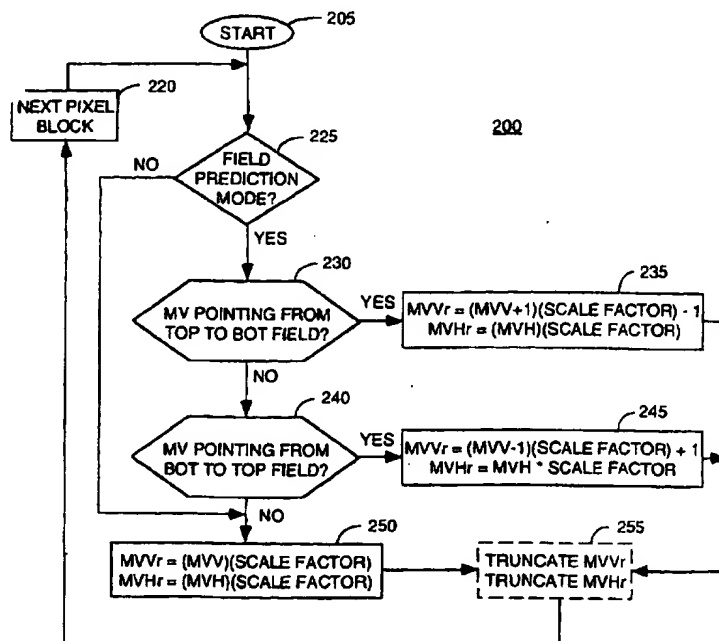 205
START
220
NEXT PIXEL
BLOCK
225
200
FIELD
PREDICTION
MODE?
NO
YES
230
MV POINTING FROM
TOP TO BOT FIELD?
YES
235
MVVr = (MVV+1)(SCALE FACTOR) - 1
MVHr = (MVH)(SCALE FACTOR)
NO
240
MV POINTING FROM
BOT TO TOP FIELD?
YES
245
MVVr = (MVV-1)(SCALE FACTOR) + 1
MVHr = MVH * SCALE FACTOR
NO
250
MVVr = (MVV)(SCALE FACTOR)
MVHr = (MVH)(SCALE FACTOR)
255
TRUNCATE MVVr
TRUNCATE MVHr